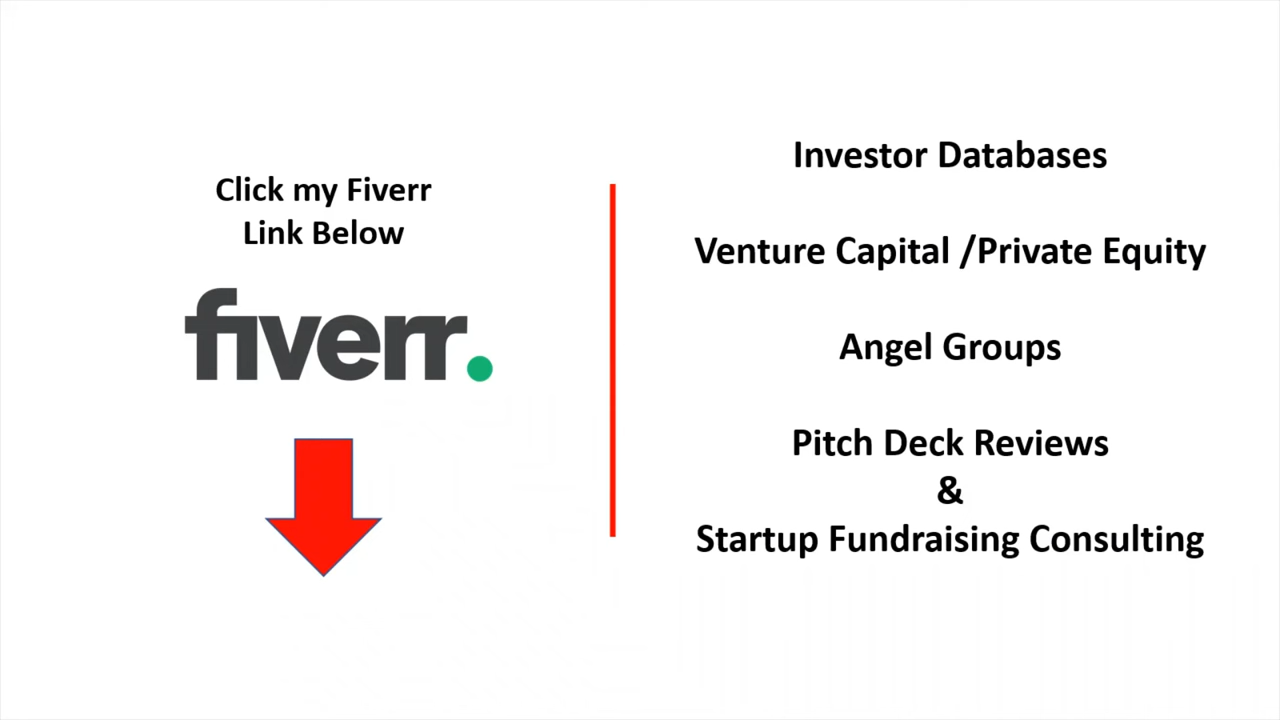 Click my Fiverr
Link Below
fiverr.
Investor Databases
Venture Capital /Private Equity
Angel Groups
Pitch Deck Reviews
&
Startup Fundraising Consulting